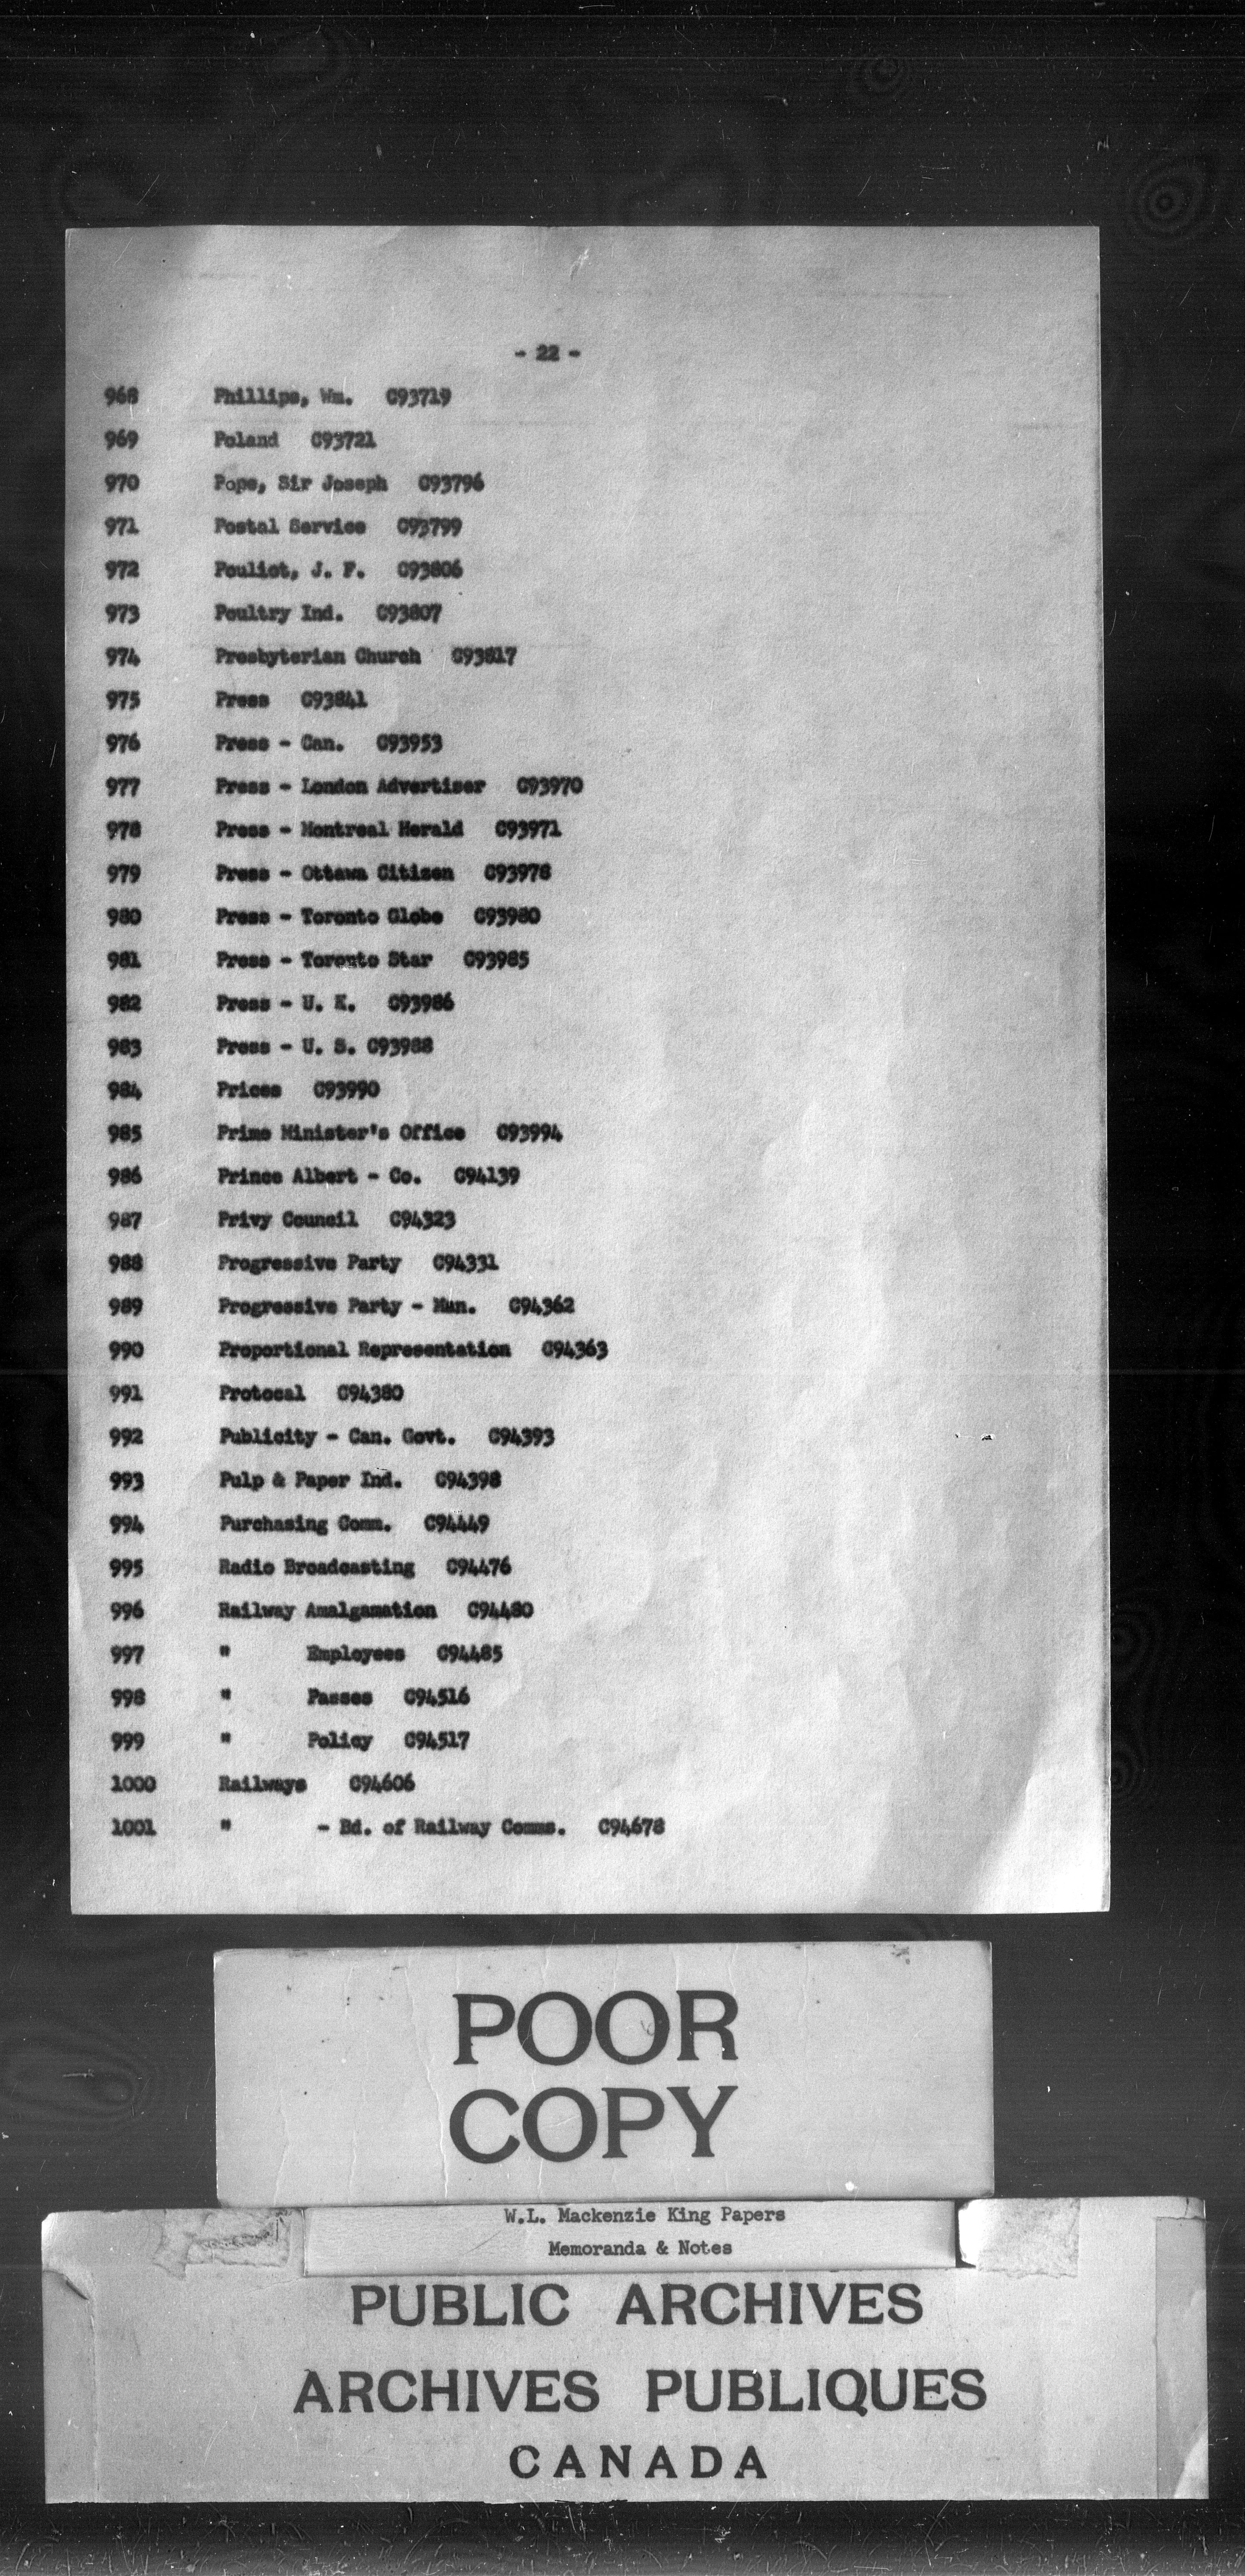 - 22 -
968 Phillips, Wm. C93719
969 Poland C93721
970 Pope, Sir Joseph C93796
971 Postal Service C93799
972 Pouliot, J. F. C93806
973 Poultry Ind. C93807
974 Presbyterian Church C93817
975 Press C93841
976 Press - Can. C93953
977 Press - London Advertiser C93970
978 Press - Montreal Herald C93971
979 Press - Ottawa Citizen C93978
980 Press - Toronto Globe C93980
981 Press - Toronto Star C93985
982 Press - U. K. C93986
983 Press - U. S. C93988
984 Prices C93990
985 Prime Minister's Office C93994
986 Prince Albert - Co. C94139
987 Privy Council C94323
988 Progressive Party C94331
989 Progressive Party - Man. C94362
990 Proportional Representation C94363
991 Protocal C94380
992 Publicity - Can. Govt. C94393
993 Pulp & Paper Ind. C94398
994 Purchasing Comm. C94449
995 Radio Broadcasting C94476
996 Railway Amalgamation C94480
997 " Employees C94485
998 " Passes C94516
999 " Policy C94517
1000 Railways C94606
1001 " - Bd. of Railway Comms. C94678
POOR
COPY
W.L. Mackenzie King Papers
Memoranda & Notes
PUBLIC ARCHIVES
ARCHIVES PUBLIQUES
CANADA